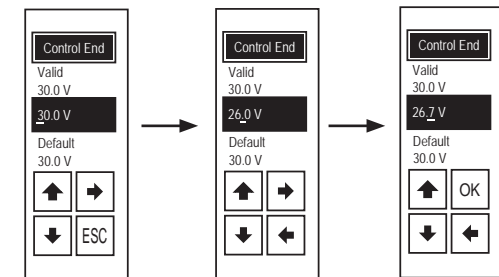 Control End
Valid
30.0 V
30.0 V
Default
30.0 V
ESC
Control End
Valid
30.0 V
26.0 V
Default
30.0 V
Control End
Valid
30.0 V
26.7 V
Default
30.0 V
OK